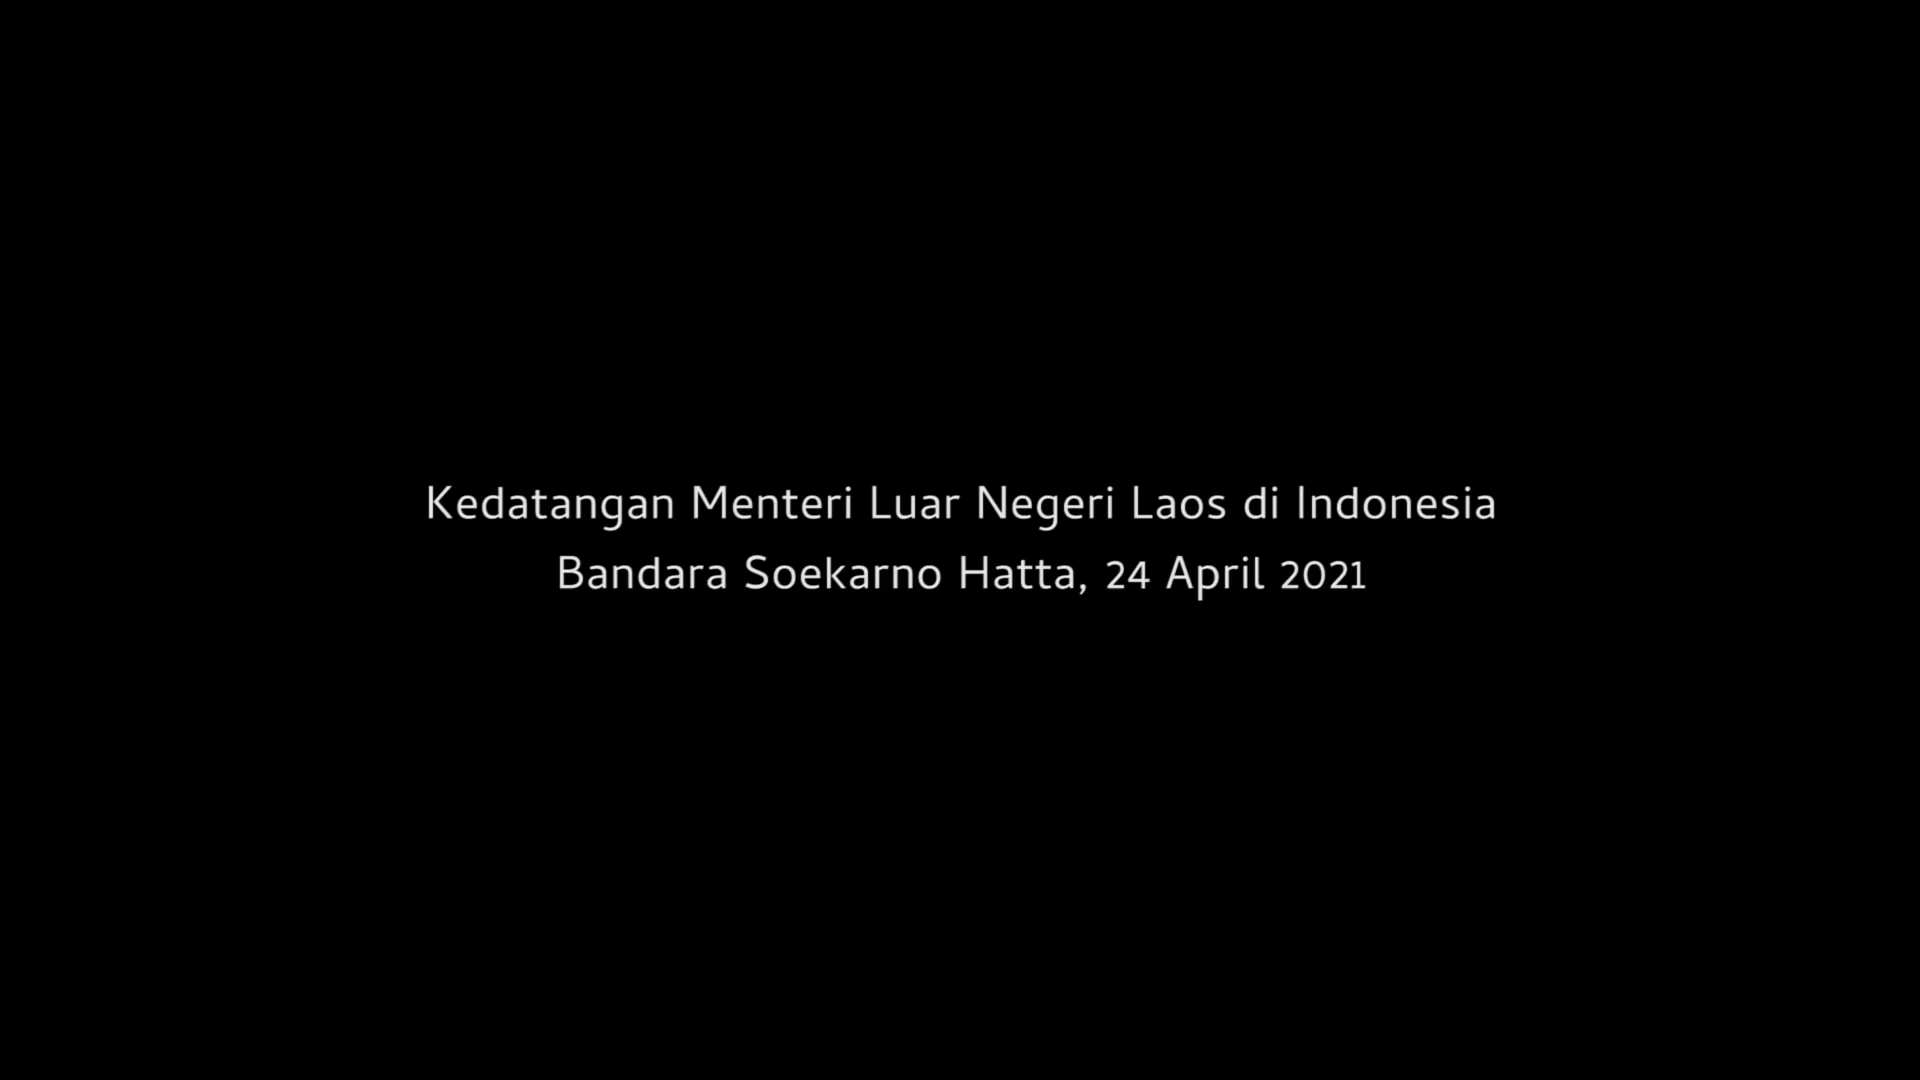 Kedatangan Menteri Luar Negeri Laos di Indonesia
Bandara Soekarno Hatta, 24 April 2021